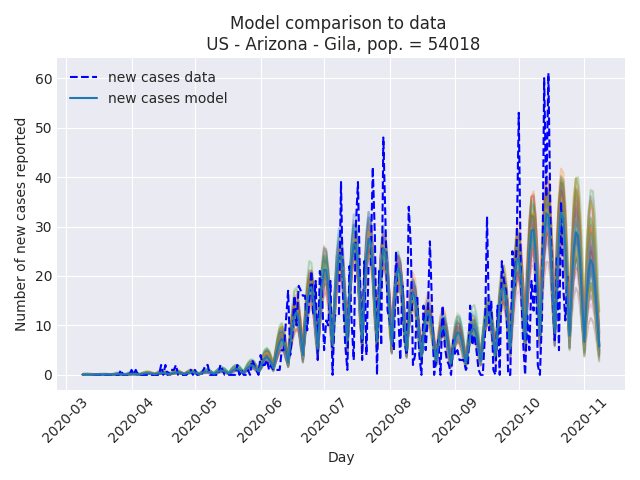 Model comparison to data
US - Arizona - Gila, pop. = 54018
new cases data
new cases model
Number of new cases reported
60
50
40
30
20
10
0
2020-03
2020-04
2020-05
2020-06
2020-07
2020-08
2020-09
2020-10
2020-11
Day